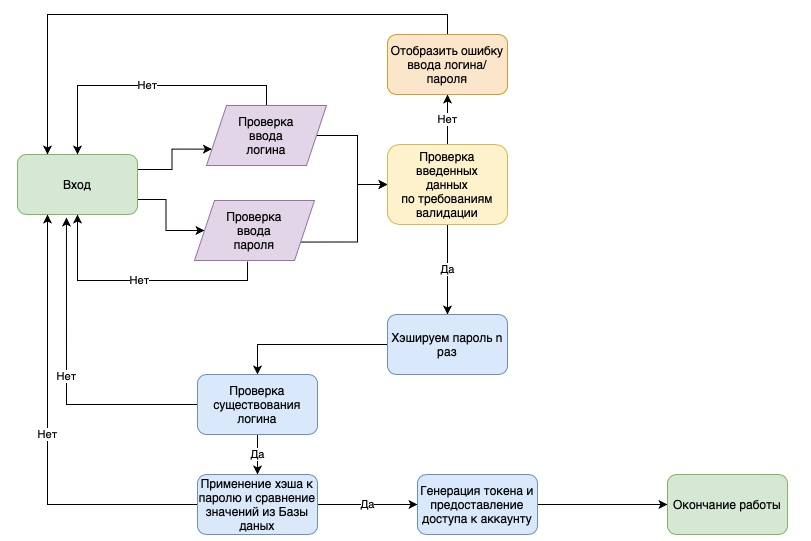 Отобразить ошибку
ввода логина/
пароля
Нет
Проверка
ввода
логина
Нет
Вход
Проверка
введенных
данных
по требованиям
валидации
Проверка
ввода
пароля
Нет
Да
Хэшируем пароль n
раз
Нет
Проверка
существования
логина
Нет
Да
Применение хэша к
паролю и сравнение
значений из Базы
даных
Да
Генерация токена и
предоставление
доступа к аккаунту
Окончание работы